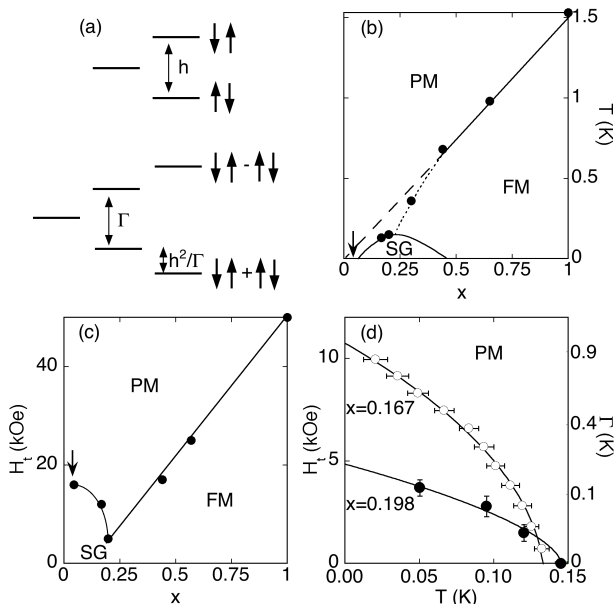 (a)
↓↑
h
↑↓
↓↑ - ↑↓
Γ
h²/Γ
↓↑ + ↑↓
(b)
PM
FM
SG
1.5
1
0.5
0
T (K)
0
0.25
0.5
0.75
1
x
(c)
PM
FM
SG
40
20
0
H_t (kOe)
0
0.25
0.5
0.75
1
x
(d)
PM
x=0.167
x=0.198
10
5
0
H_t (kOe)
0.9
0.4
0.1
0
Γ (K)
0.00
0.05
0.10
0.15
T (K)